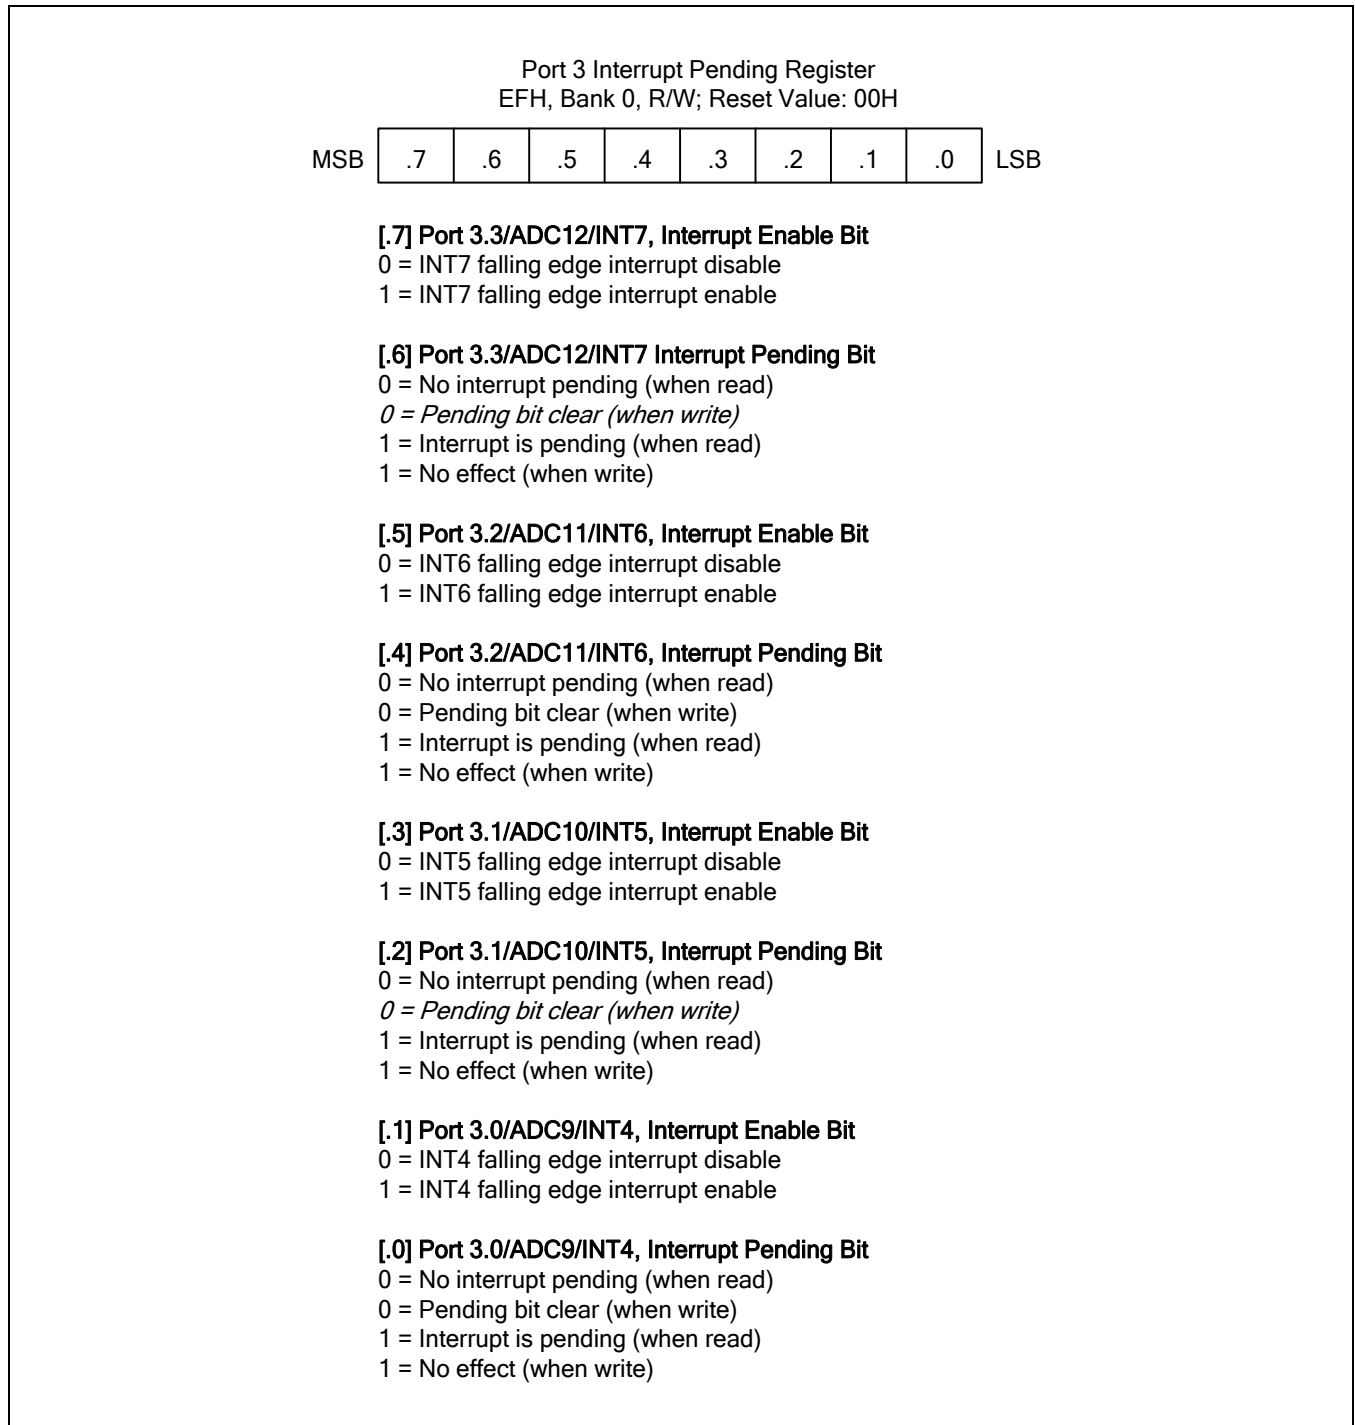 Port 3 Interrupt Pending Register
EFH, Bank 0, R/W; Reset Value: 00H
MSB .7 .6 .5 .4 .3 .2 .1 .0 LSB
[.7] Port 3.3/ADC12/INT7, Interrupt Enable Bit
0 = INT7 falling edge interrupt disable
1 = INT7 falling edge interrupt enable
[.6] Port 3.3/ADC12/INT7 Interrupt Pending Bit
0 = No interrupt pending (when read)
0 = Pending bit clear (when write)
1 = Interrupt is pending (when read)
1 = No effect (when write)
[.5] Port 3.2/ADC11/INT6, Interrupt Enable Bit
0 = INT6 falling edge interrupt disable
1 = INT6 falling edge interrupt enable
[.4] Port 3.2/ADC11/INT6, Interrupt Pending Bit
0 = No interrupt pending (when read)
0 = Pending bit clear (when write)
1 = Interrupt is pending (when read)
1 = No effect (when write)
[.3] Port 3.1/ADC10/INT5, Interrupt Enable Bit
0 = INT5 falling edge interrupt disable
1 = INT5 falling edge interrupt enable
[.2] Port 3.1/ADC10/INT5, Interrupt Pending Bit
0 = No interrupt pending (when read)
0 = Pending bit clear (when write)
1 = Interrupt is pending (when read)
1 = No effect (when write)
[.1] Port 3.0/ADC9/INT4, Interrupt Enable Bit
0 = INT4 falling edge interrupt disable
1 = INT4 falling edge interrupt enable
[.0] Port 3.0/ADC9/INT4, Interrupt Pending Bit
0 = No interrupt pending (when read)
0 = Pending bit clear (when write)
1 = Interrupt is pending (when read)
1 = No effect (when write)